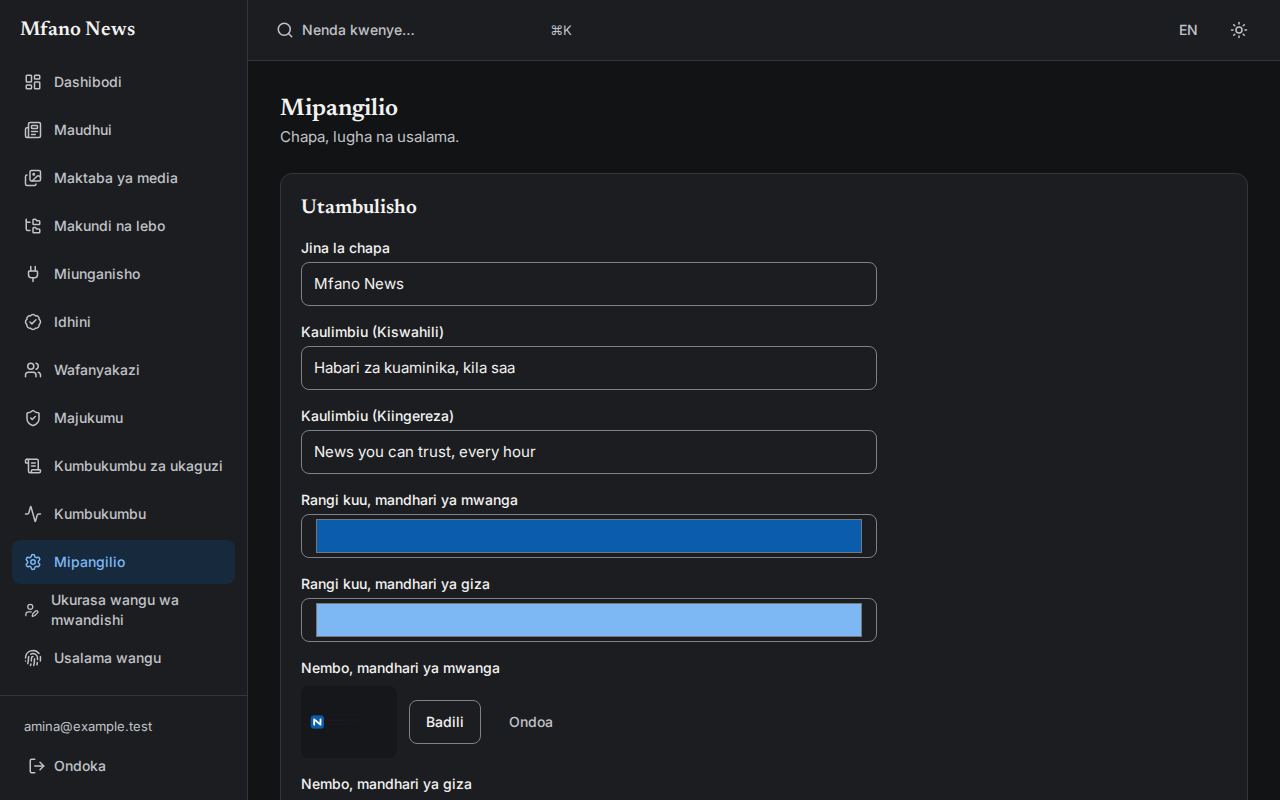 Mfano News
Nenda kwenye...
⌘K
EN
Dashibodi
Maudhui
Maktaba ya media
Makundi na lebo
Miunganisho
Idhini
Wafanyakazi
Majukumu
Kumbukumbu za ukaguzi
Kumbukumbu
Mipangilio
Ukurasa wangu wa
mwandishi
Usalama wangu
amina@example.test
Ondoka
Mipangilio
Chapa, lugha na usalama.
Utambulisho
Jina la chapa
Mfano News
Kaulimbiu (Kiswahili)
Habari za kuaminika, kila saa
Kaulimbiu (Kiingereza)
News you can trust, every hour
Rangi kuu, mandhari ya mwanga
Rangi kuu, mandhari ya giza
Nembo, mandhari ya mwanga
N
Badili
Ondoa
Nembo, mandhari ya giza